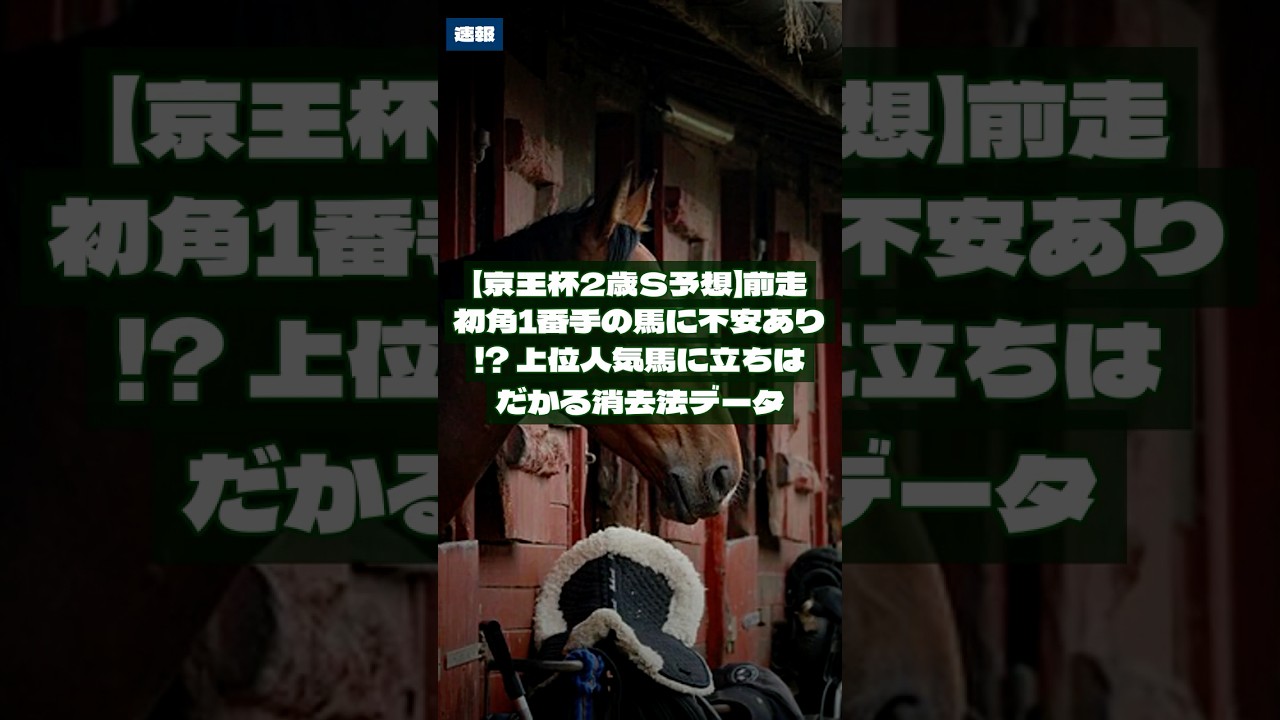 速報
【京王杯2歳S予想】前走
初角1番手の馬に不安あり
!? 上位人気馬に立ちは
だかる消去法データ